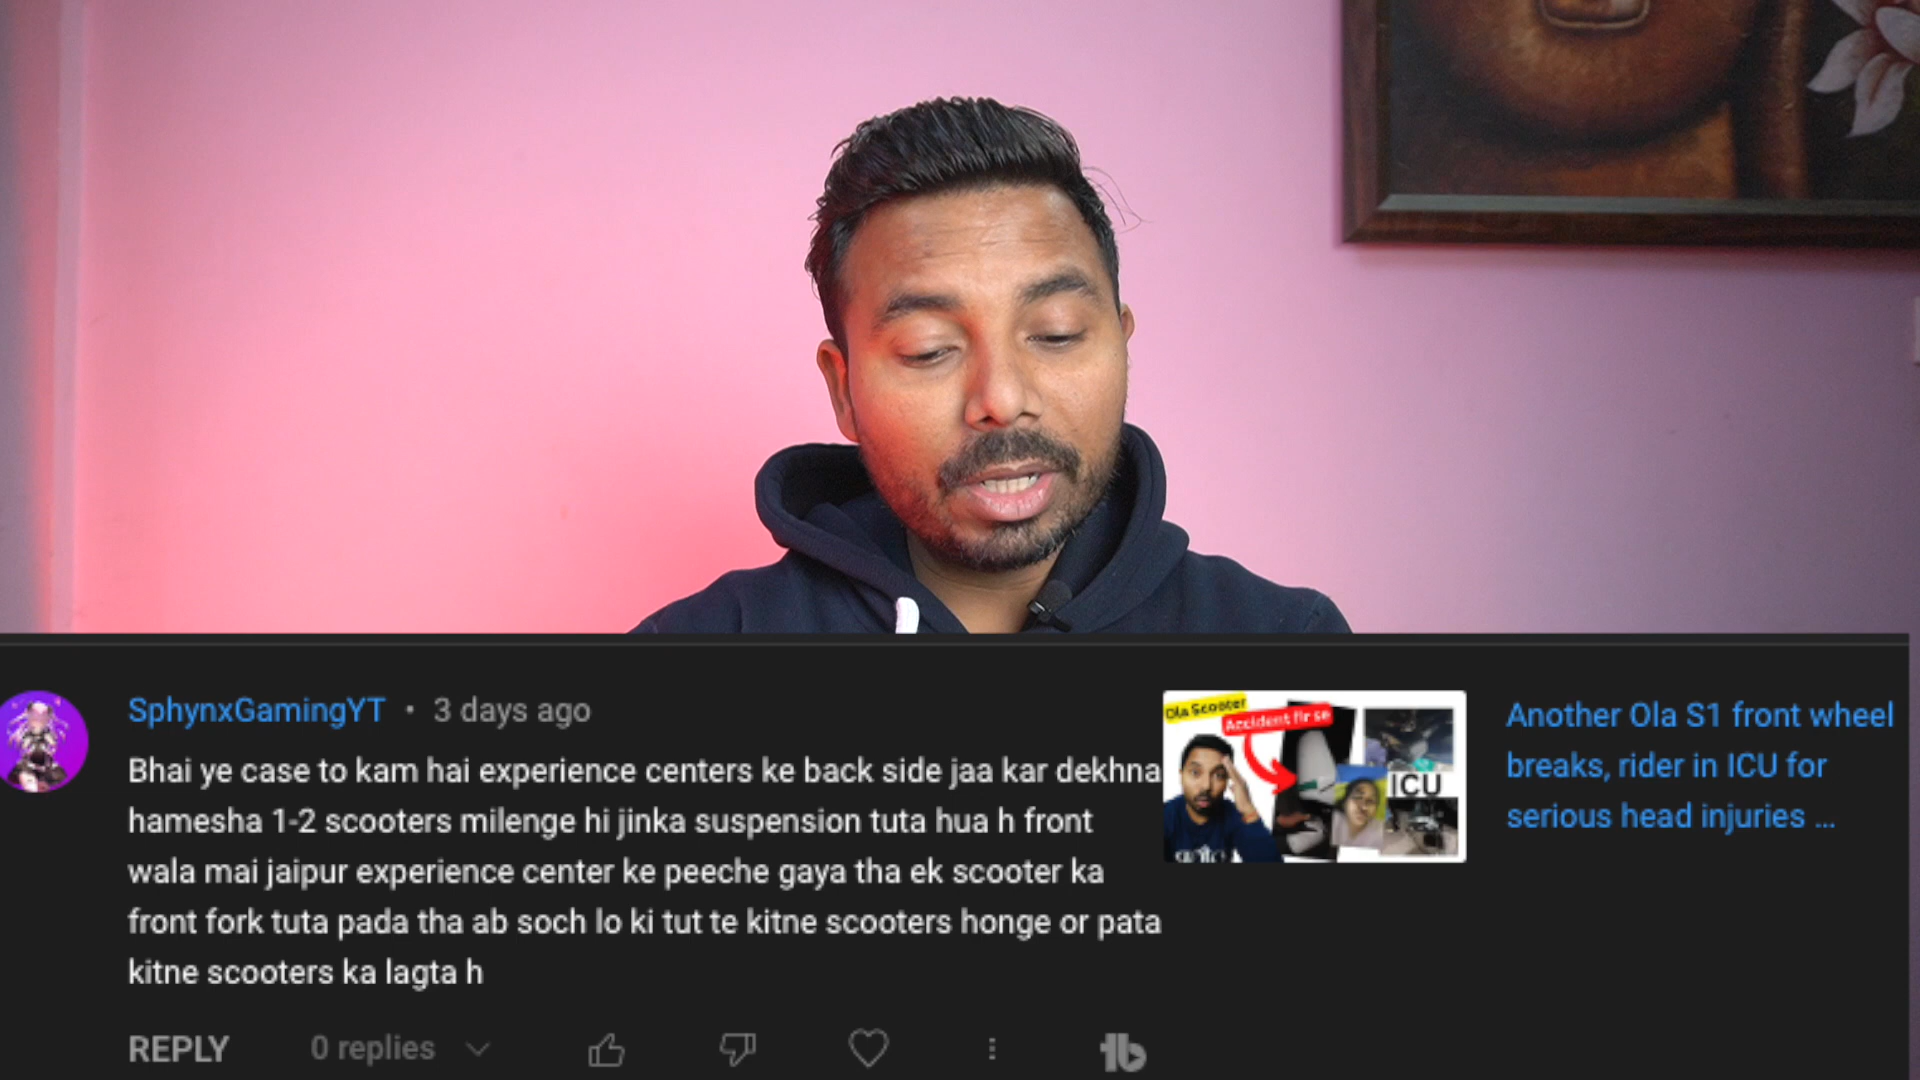 SphynxGamingYT • 3 days ago
Bhai ye case to kam hai experience centers ke back side jaa kar dekhna
hamesha 1-2 scooters milenge hi jinka suspension tuta hua h front
wala mai jaipur experience center ke peeche gaya tha ek scooter ka
front fork tuta pada tha ab soch lo ki tut te kitne scooters honge or pata
kitne scooters ka lagta h
REPLY
0 replies
Ola Scooter
Accident fir se
ICU
Another Ola S1 front wheel
breaks, rider in ICU for
serious head injuries ...